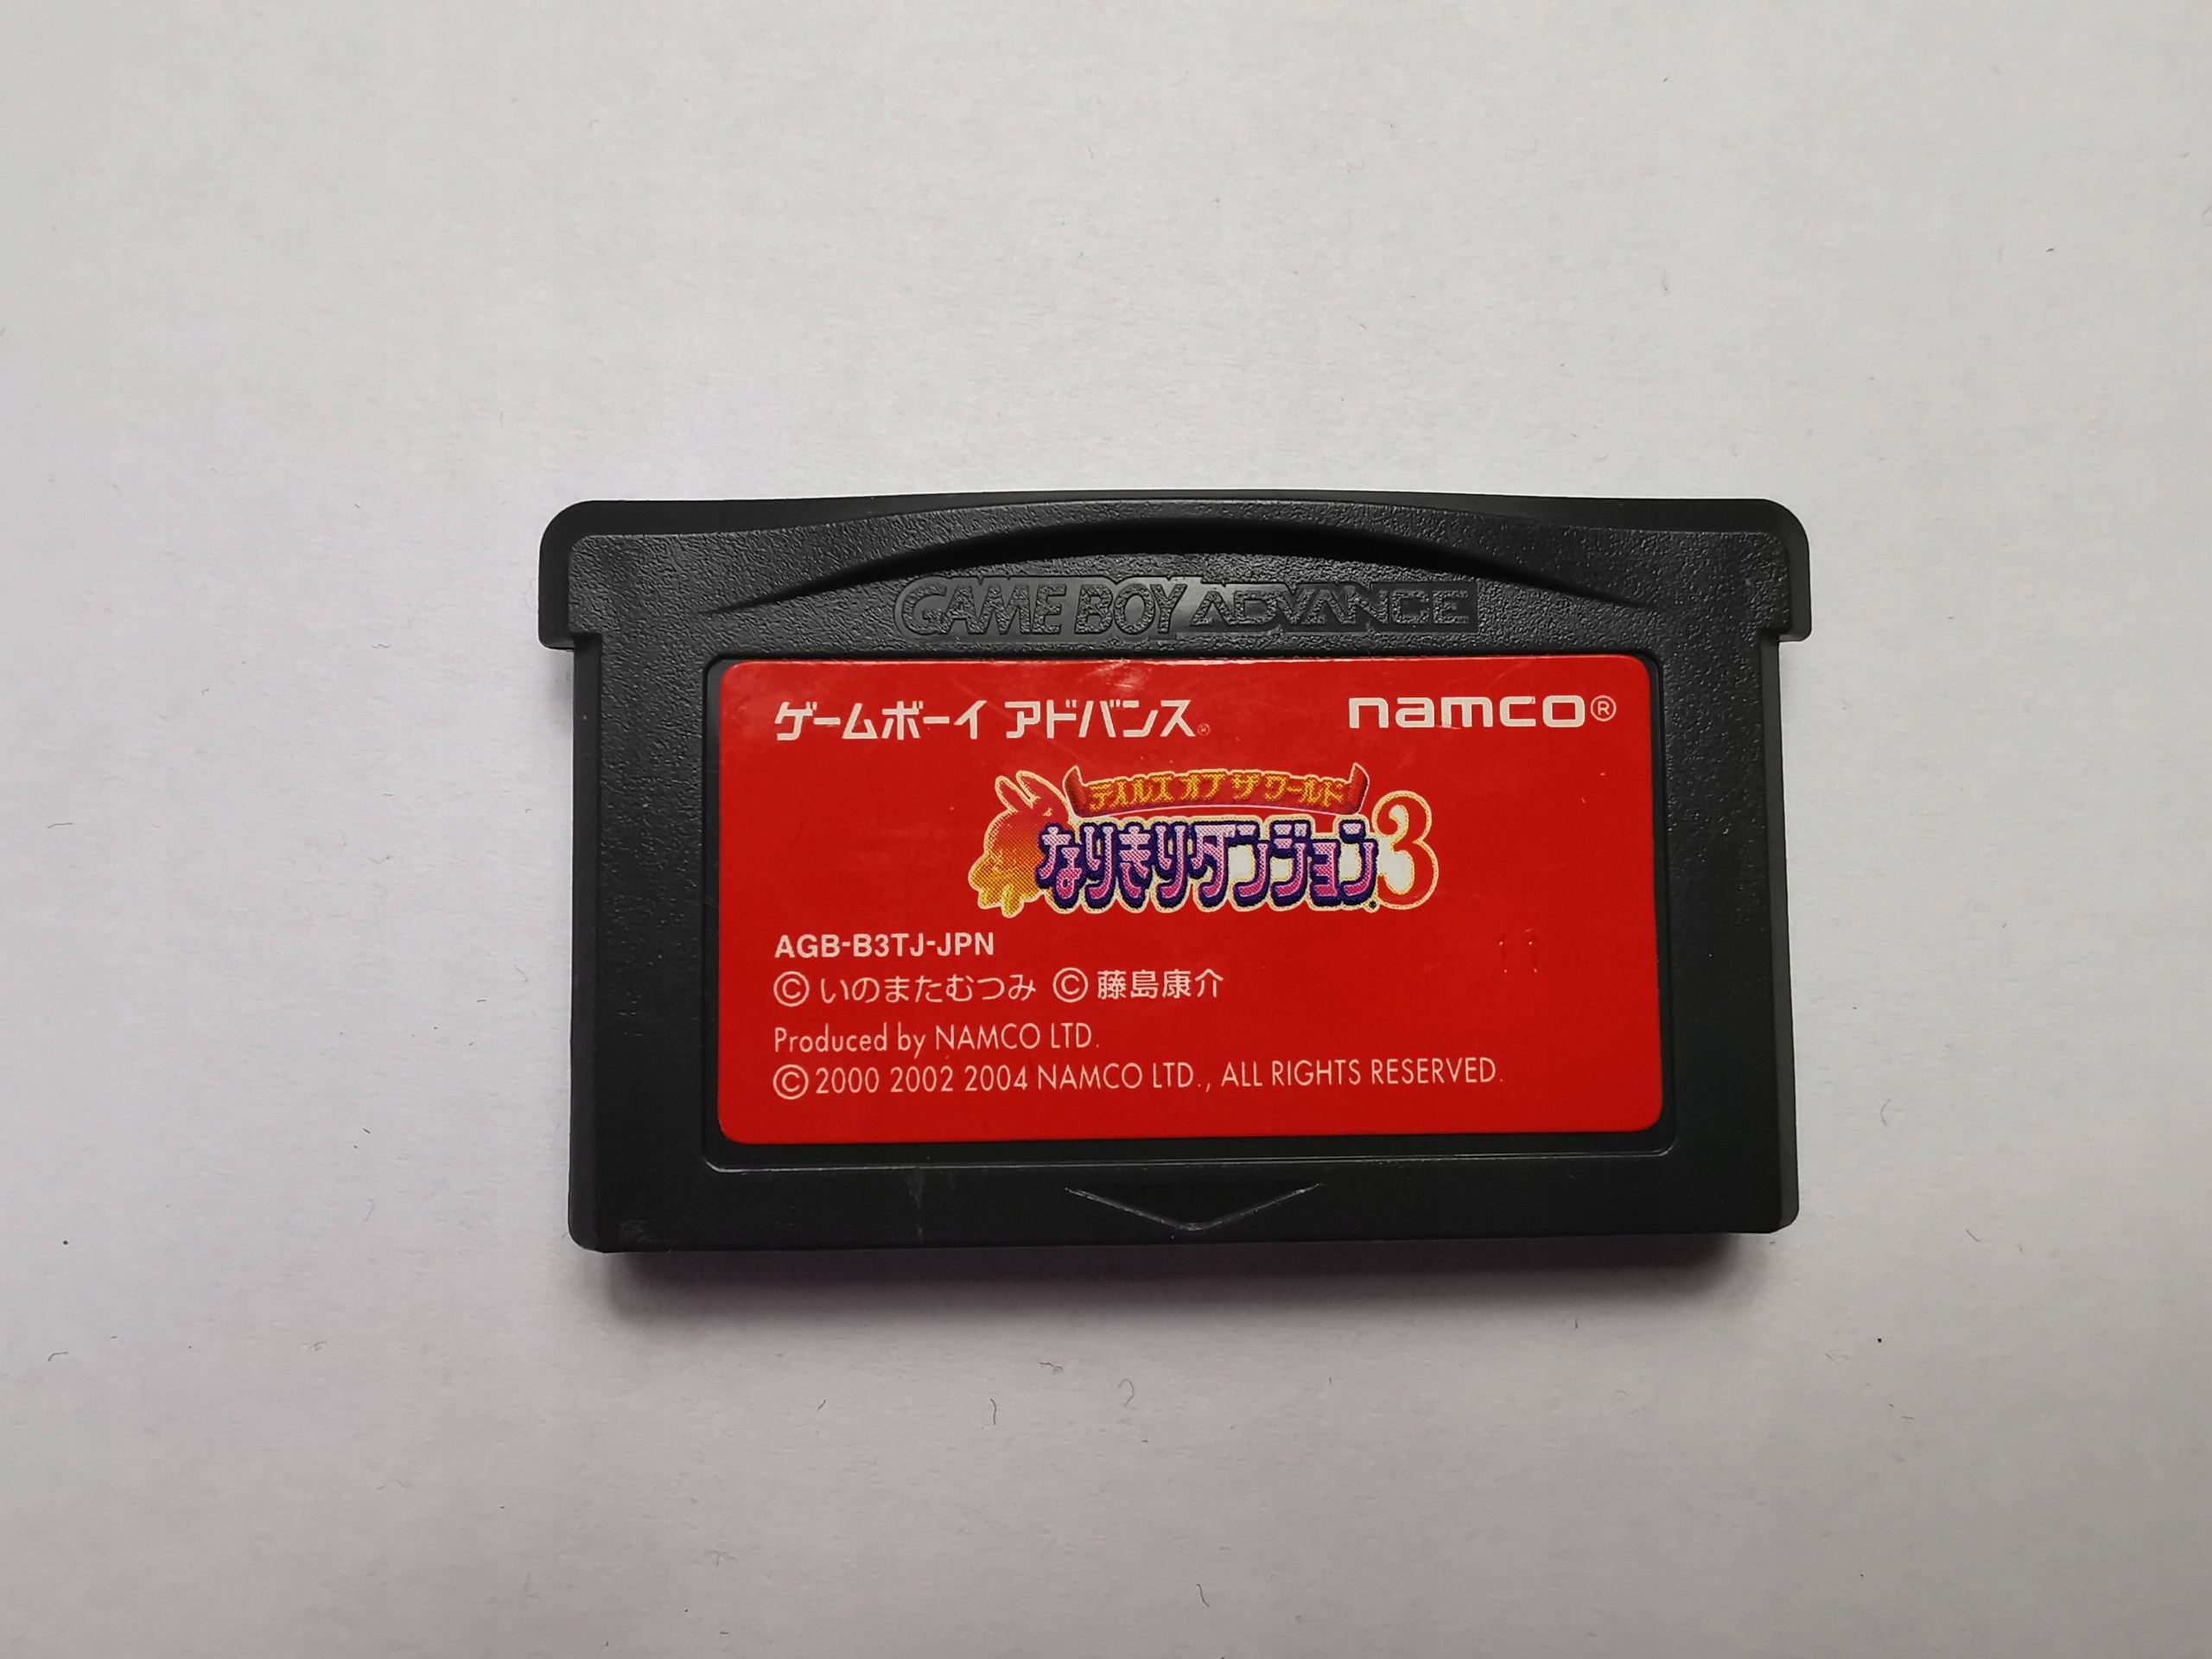 GAME BOY ADVANCE
ゲームボーイ アドバンス®
namco®
テイルズ オブ ザ ワールド
なりきりダンジョン3
AGB-B3TJ-JPN
©いのまたむつみ ©藤島康介
Produced by NAMCO LTD.
©2000 2002 2004 NAMCO LTD., ALL RIGHTS RESERVED.
11